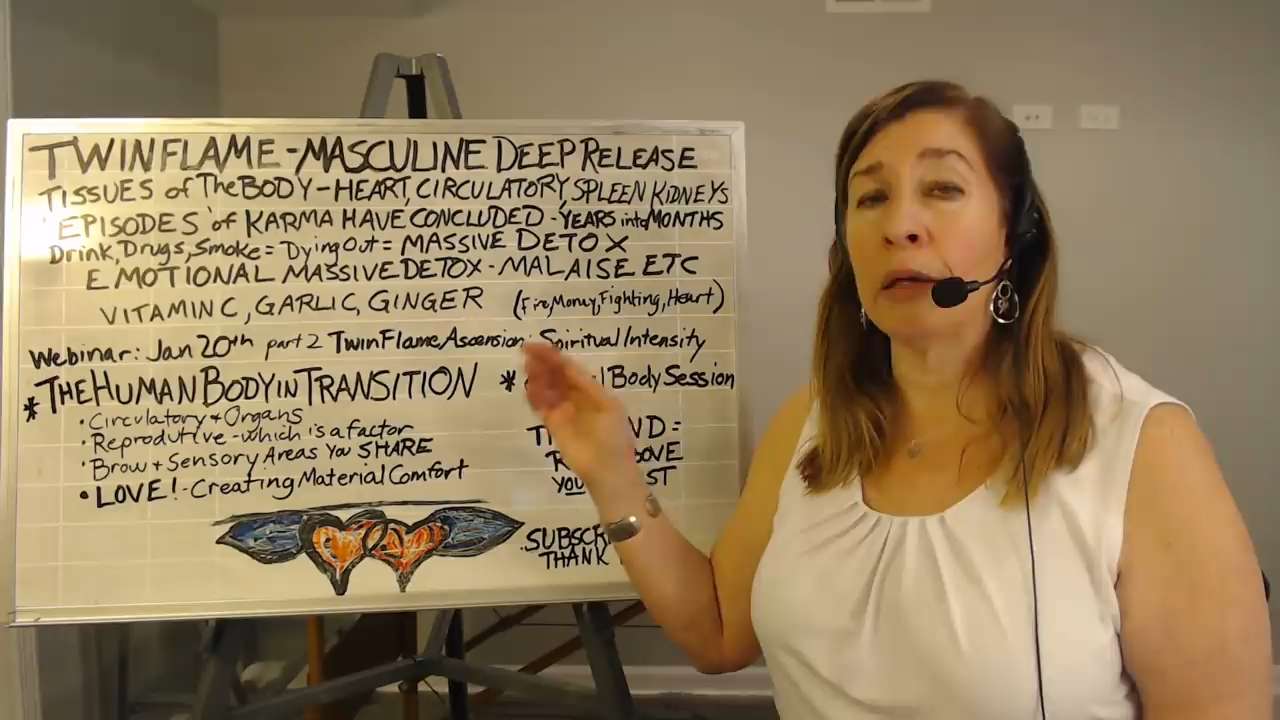 TWINFLAME-MASCULINE DEEP RELEASE
TISSUES of The BODY-HEART, CIRCULATORY, SPLEEN KIDNEYS
EPISODES of KARMA HAVE CONCLUDED-YEARS into MONTHS
Drink, Drugs, Smoke = Dying Out = MASSIVE DETOX
EMOTIONAL MASSIVE DETOX-MALAISE ETC
VITAMIN C, GARLIC, GINGER (Fire, Money, Fighting, Heart)
Webinar: Jan 20th part 2 TwinFlame Ascension: Spiritual Intensity
* THE HUMAN BODY IN TRANSITION
* Body Session
• Circulatory + Organs
• Reproductive-which is a factor
• Brow + Sensory Areas You SHARE
• LOVE!-Creating Material Comfort
SUBSCR
THANK